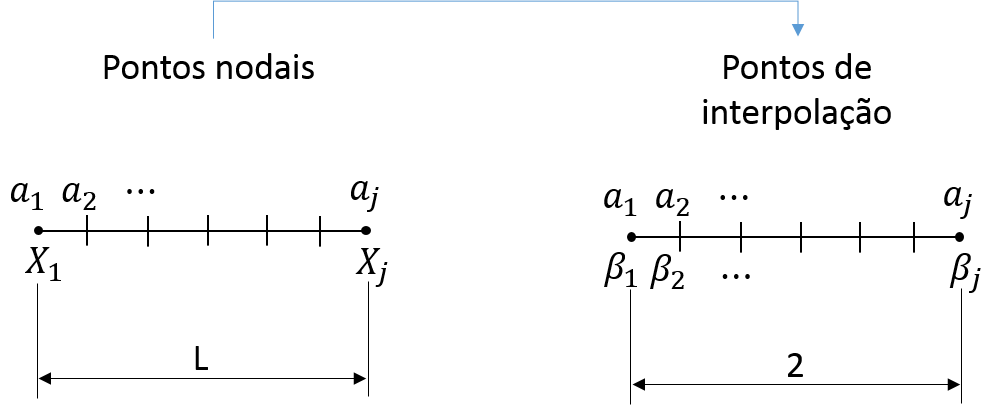 Pontos nodais
Pontos de
interpolação
a₁ a₂ ... aⱼ
X₁ Xⱼ
L
a₁ a₂ ... aⱼ
β₁ β₂ ... βⱼ
2